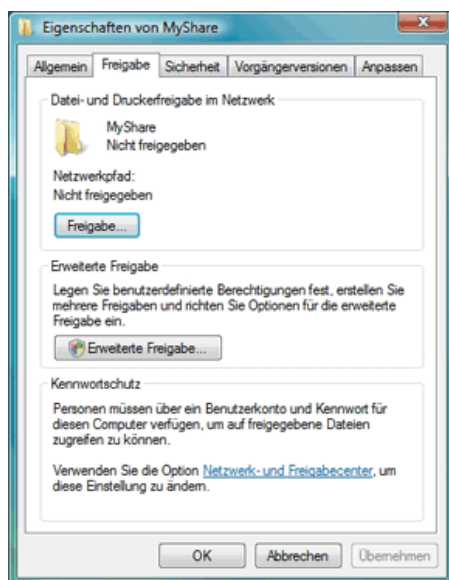 Eigenschaften von MyShare
Allgemein Freigabe Sicherheit Vorgängerversionen Anpassen
Datei- und Druckerfreigabe im Netzwerk
MyShare
Nicht freigegeben
Netzwerkpfad:
Nicht freigegeben
Freigabe...
Erweiterte Freigabe
Legen Sie benutzerdefinierte Berechtigungen fest, erstellen Sie
mehrere Freigaben und richten Sie Optionen für die erweiterte
Freigabe ein.
Erweiterte Freigabe...
Kennwortschutz
Personen müssen über ein Benutzerkonto und Kennwort für
diesen Computer verfügen, um auf freigegebene Dateien
zugreifen zu können.
Verwenden Sie die Option Netzwerk- und Freigabecenter, um
diese Einstellung zu ändern.
OK Abbrechen Übernehmen